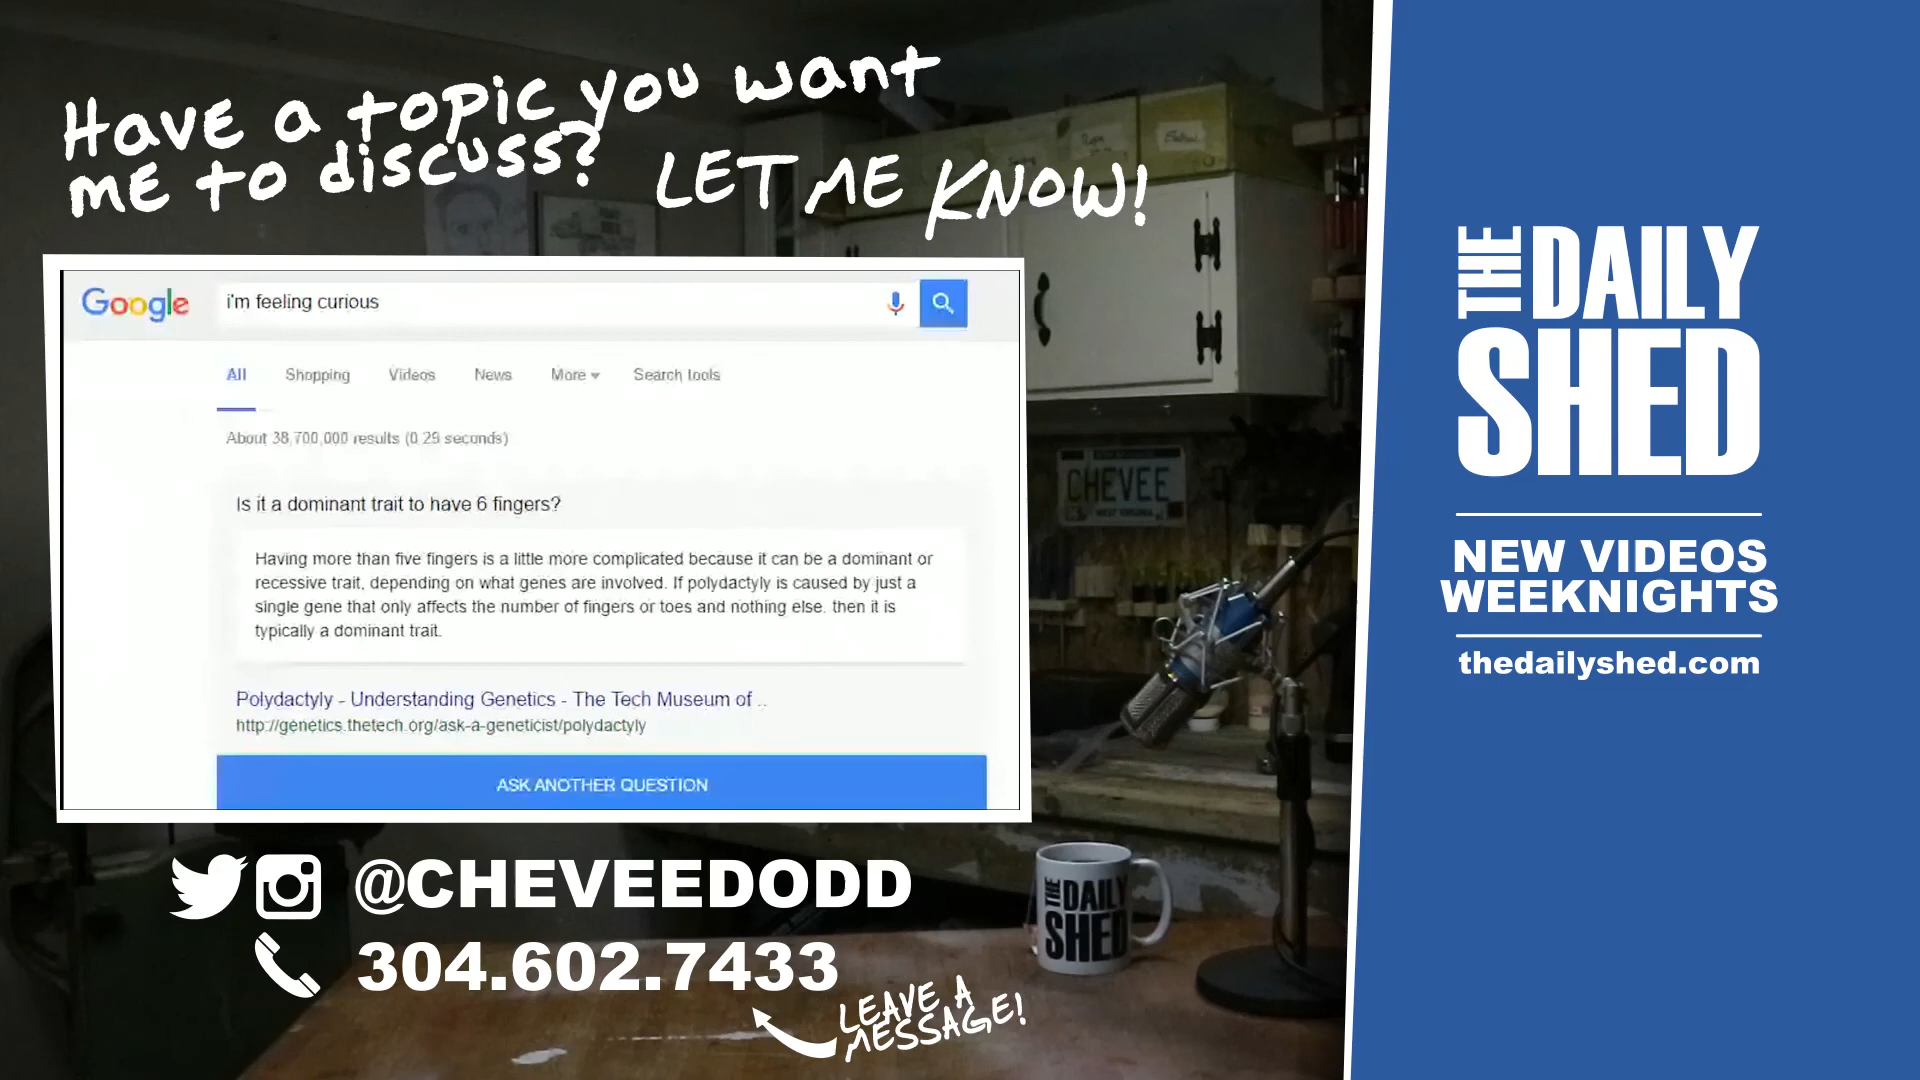 Have a topic you want
me to discuss?
LET ME KNOW!
Google
i'm feeling curious
All Shopping Videos News More Search tools
About 38,700,000 results (0.29 seconds)
Is it a dominant trait to have 6 fingers?
Having more than five fingers is a little more complicated because it can be a dominant or
recessive trait, depending on what genes are involved. If polydactyly is caused by just a
single gene that only affects the number of fingers or toes and nothing else. then it is
typically a dominant trait.
Polydactyly - Understanding Genetics - The Tech Museum of ..
http://genetics.thetech.org/ask-a-geneticist/polydactyly
ASK ANOTHER QUESTION
@CHEVEEDODD
304.602.7433
LEAVE A
MESSAGE!
CHEVEE
WEST VIRGINIA
THE DAILY
SHED
THE DAILY
SHED
NEW VIDEOS
WEEKNIGHTS
thedailyshed.com